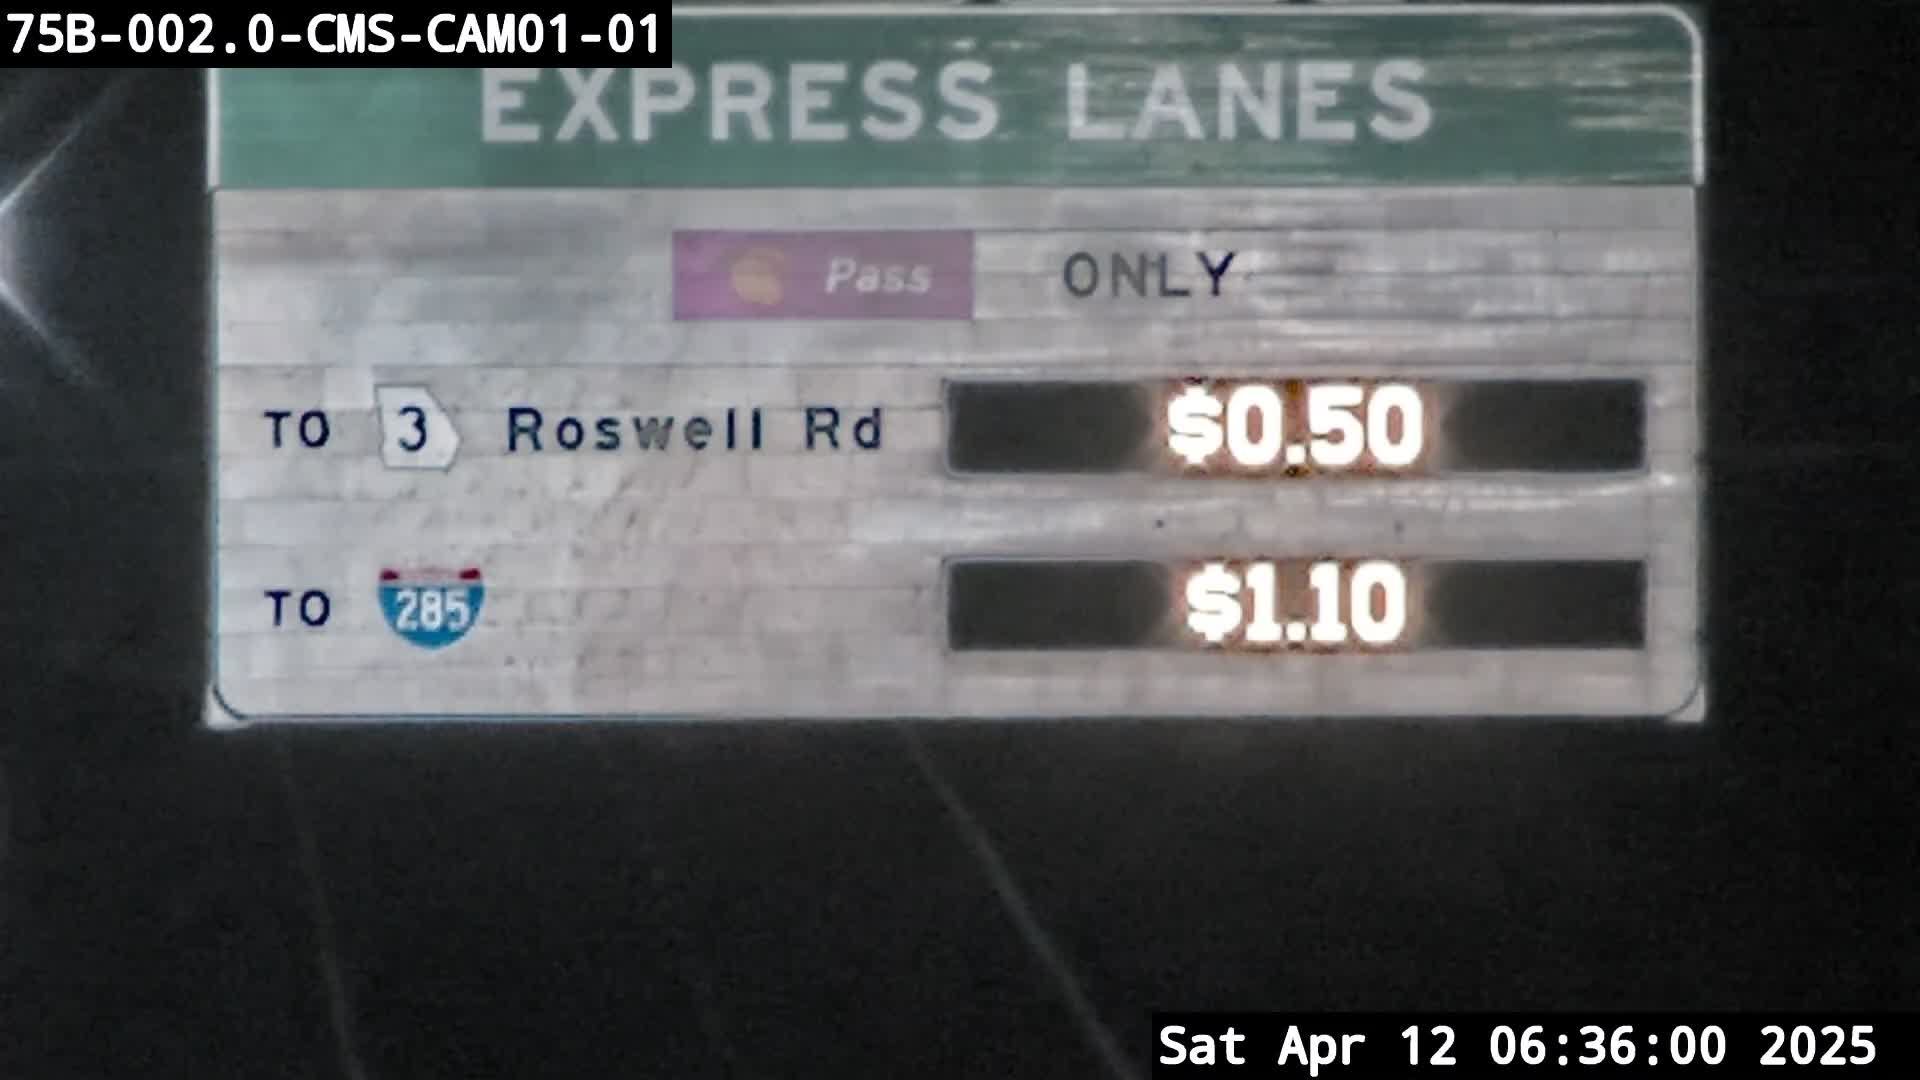 75B-002.0-CMS-CAM01-01
EXPRESS LANES
Pass ONLY
TO 3 Roswell Rd $0.50
TO 285 $1.10
Sat Apr 12 06:36:00 2025